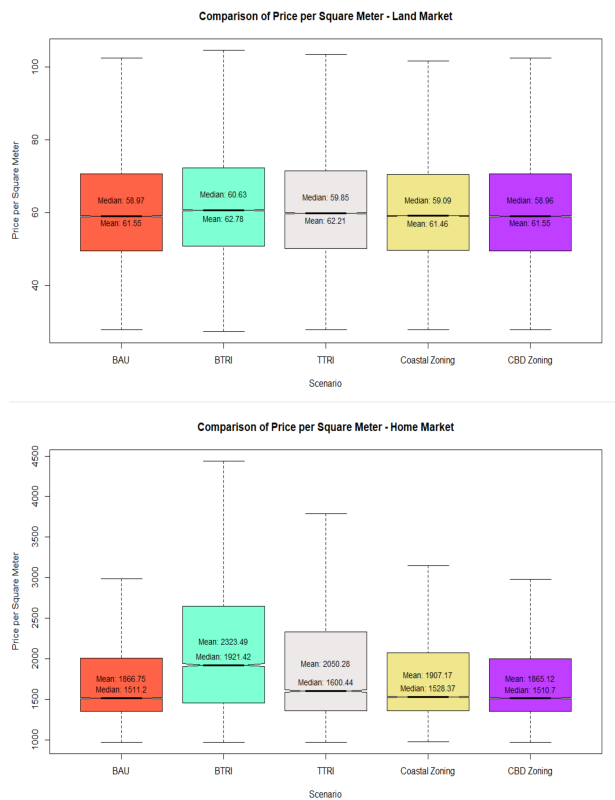 Comparison of Price per Square Meter - Land Market
Price per Square Meter
100
80
60
40
Median: 58.97
Mean: 61.55
Median: 60.63
Mean: 62.78
Median: 59.85
Mean: 62.21
Median: 59.09
Mean: 61.46
Median: 58.96
Mean: 61.55
BAU BTRI TTRI Coastal Zoning CBD Zoning
Scenario
Comparison of Price per Square Meter - Home Market
Price per Square Meter
4500
4000
3500
3000
2500
2000
1500
1000
Mean: 1866.75
Median: 1511.2
Mean: 2323.49
Median: 1921.42
Mean: 2050.28
Median: 1600.44
Mean: 1907.17
Median: 1528.37
Mean: 1865.12
Median: 1510.7
BAU BTRI TTRI Coastal Zoning CBD Zoning
Scenario